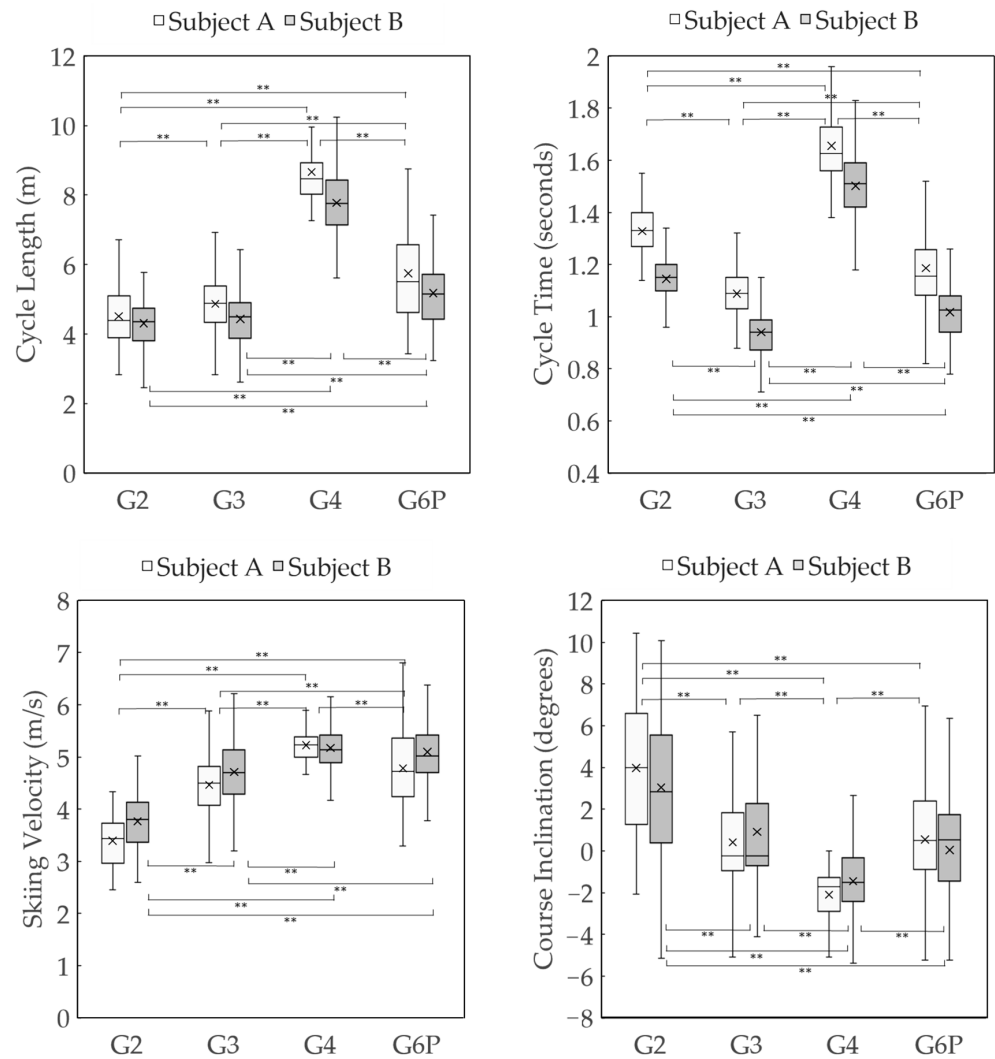 □ Subject A ■ Subject B
Cycle Length (m)
12
10
8
6
4
2
0
** ** ** ** ** **
** ** ** ** **
G2 G3 G4 G6P
□ Subject A ■ Subject B
Cycle Time (seconds)
2
1.8
1.6
1.4
1.2
1
0.8
0.6
0.4
** ** ** ** ** **
** ** ** ** ** **
G2 G3 G4 G6P
□ Subject A ■ Subject B
Skiing Velocity (m/s)
8
7
6
5
4
3
2
1
0
** ** ** ** ** **
** ** ** ** **
G2 G3 G4 G6P
□ Subject A ■ Subject B
Course Inclination (degrees)
12
10
8
6
4
2
0
−2
−4
−6
−8
** ** ** ** **
** ** ** ** **
G2 G3 G4 G6P